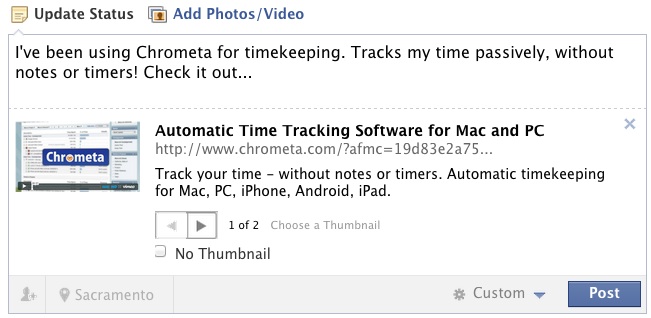 Update Status Add Photos/Video
I've been using Chrometa for timekeeping. Tracks my time passively, without
notes or timers! Check it out...
Automatic Time Tracking Software for Mac and PC
http://www.chrometa.com/?afmc=19d83e2a75...
Chrometa
Track your time - without notes or timers. Automatic timekeeping
for Mac, PC, iPhone, Android, iPad.
1 of 2 Choose a Thumbnail
No Thumbnail
Sacramento Custom Post